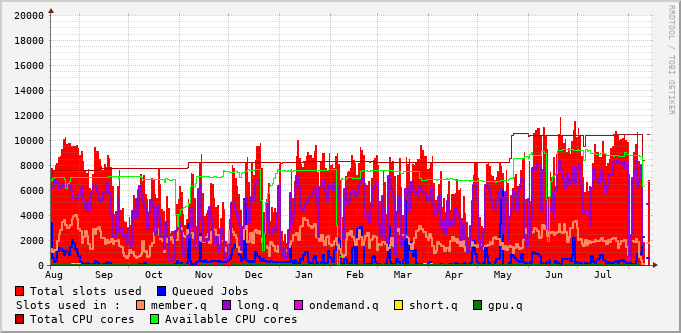 20000
18000
16000
14000
12000
10000
8000
6000
4000
2000
0
Aug Sep Oct Nov Dec Jan Feb Mar Apr May Jun Jul
Total slots used Queued Jobs
Slots used in : member.q long.q ondemand.q short.q gpu.q
Total CPU cores Available CPU cores
RRDTOOL / TOBI OETIKER